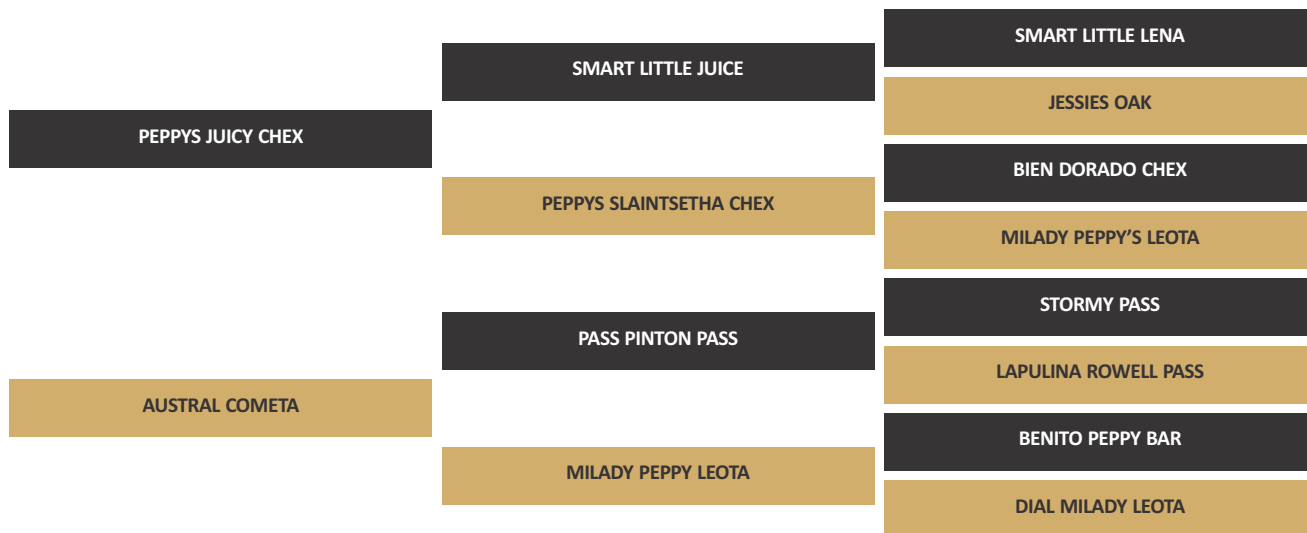 PEPPYS JUICY CHEX
AUSTRAL COMETA
SMART LITTLE JUICE
PEPPYS SLAINTSETHA CHEX
PASS PINTON PASS
MILADY PEPPY LEOTA
SMART LITTLE LENA
JESSIES OAK
BIEN DORADO CHEX
MILADY PEPPY’S LEOTA
STORMY PASS
LAPULINA ROWELL PASS
BENITO PEPPY BAR
DIAL MILADY LEOTA